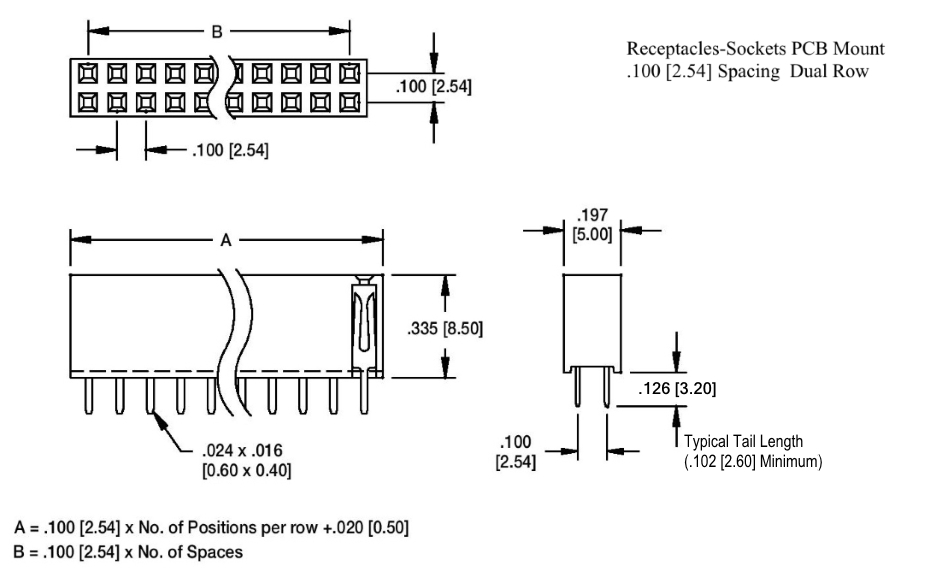 B
Receptacles-Sockets PCB Mount
.100 [2.54] Spacing Dual Row
.100 [2.54]
.100 [2.54]
A
.197
[5.00]
.335 [8.50]
.126 [3.20]
.024 x .016
[0.60 x 0.40]
.100
[2.54]
Typical Tail Length
(.102 [2.60] Minimum)
A = .100 [2.54] x No. of Positions per row +.020 [0.50]
B = .100 [2.54] x No. of Spaces